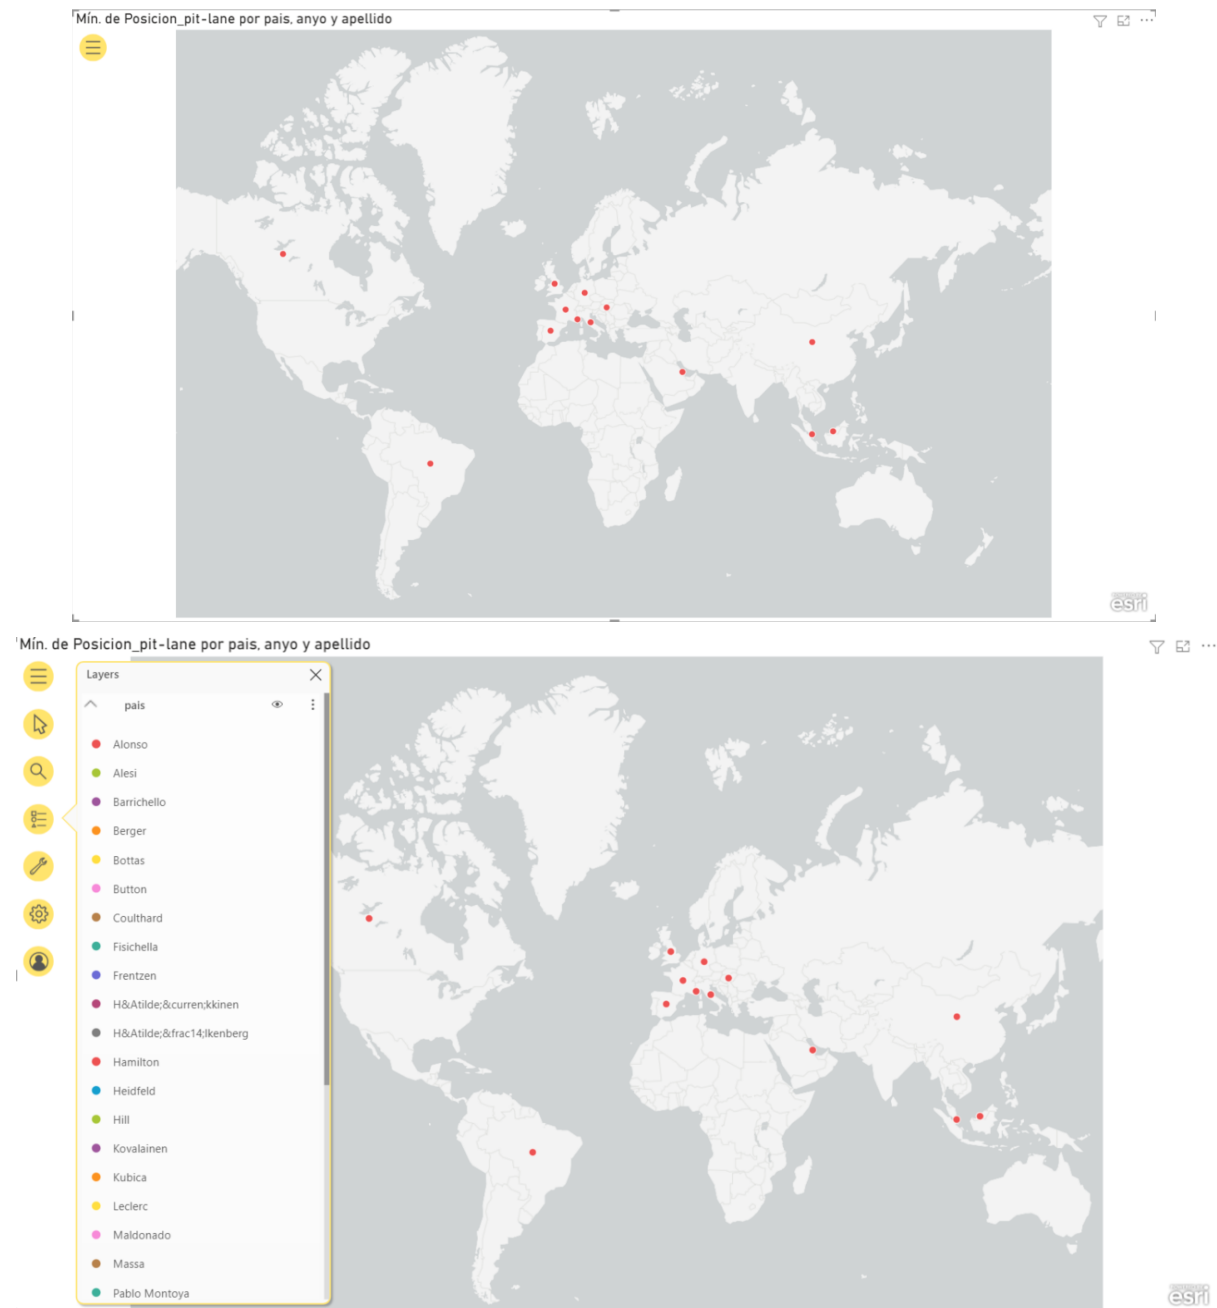 Mín. de Posicion_pit-lane por pais, anyo y apellido
esri
Mín. de Posicion_pit-lane por pais, anyo y apellido
Layers
pais
Alonso
Alesi
Barrichello
Berger
Bottas
Button
Coulthard
Fisichella
Frentzen
H&Atilde;&curren;kkinen
H&Atilde;&frac14;lkenberg
Hamilton
Heidfeld
Hill
Kovalainen
Kubica
Leclerc
Maldonado
Massa
Pablo Montoya
esri